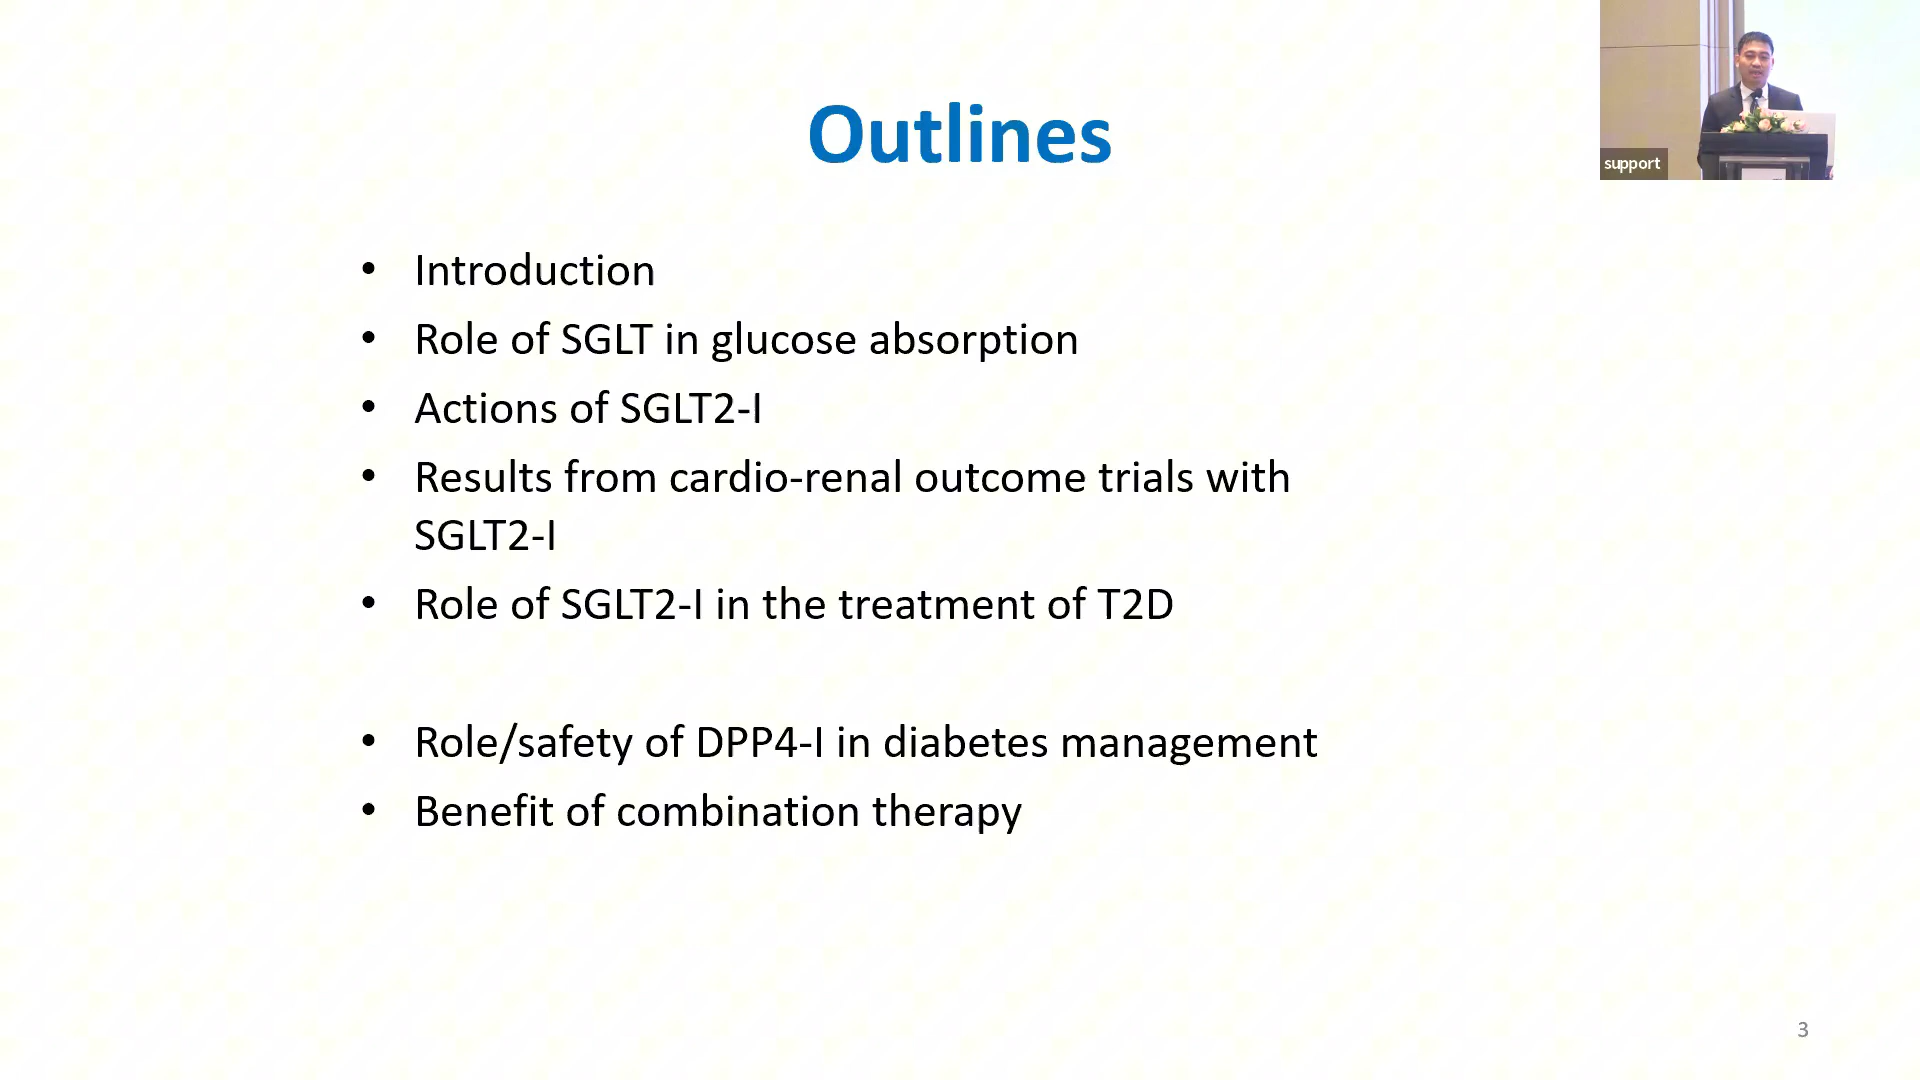 Outlines
support
• Introduction
• Role of SGLT in glucose absorption
• Actions of SGLT2-I
• Results from cardio-renal outcome trials with
SGLT2-I
• Role of SGLT2-I in the treatment of T2D
• Role/safety of DPP4-I in diabetes management
• Benefit of combination therapy
3